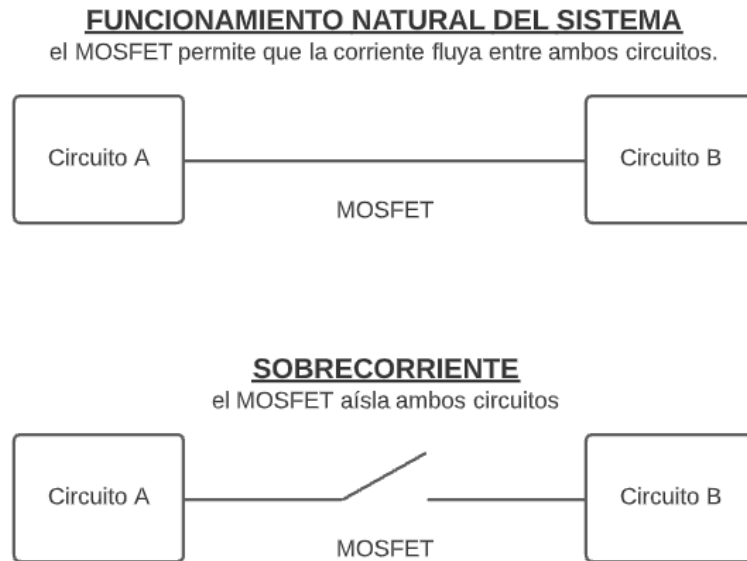 FUNCIONAMIENTO NATURAL DEL SISTEMA
el MOSFET permite que la corriente fluya entre ambos circuitos.
Circuito A
Circuito B
MOSFET
SOBRECORRIENTE
el MOSFET aísla ambos circuitos
Circuito A
Circuito B
MOSFET